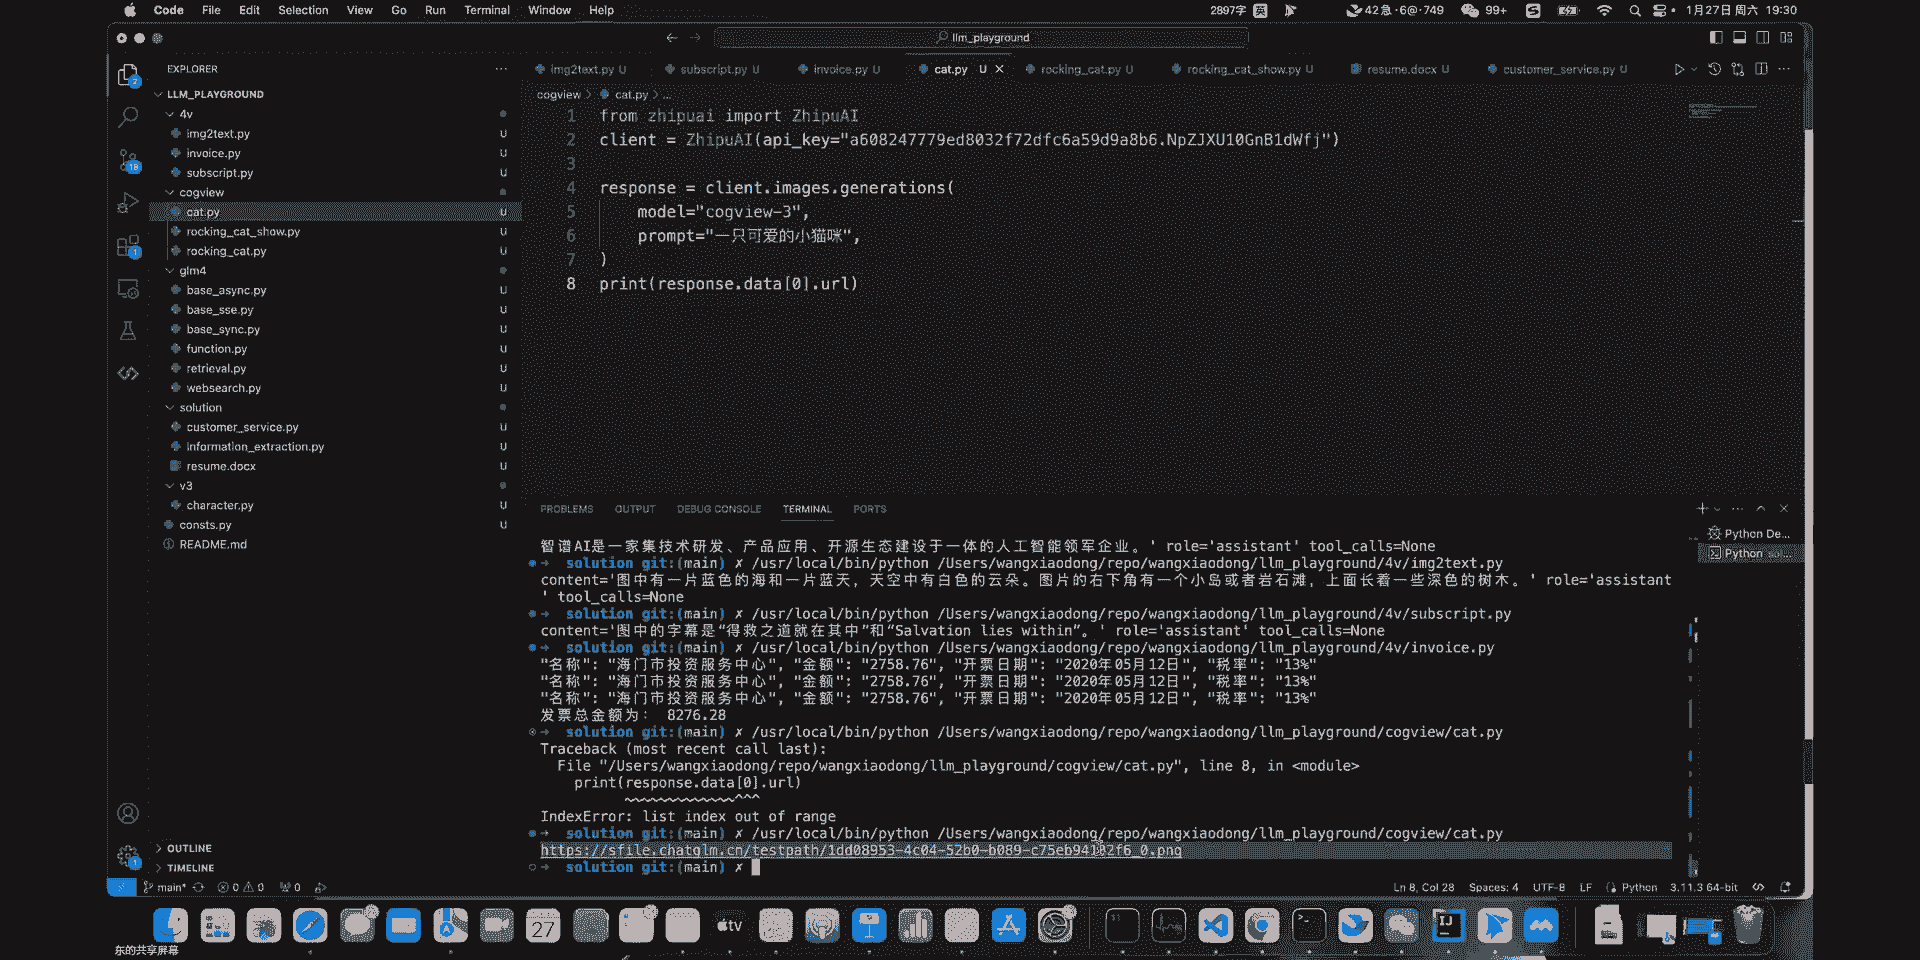 Code File Edit Selection View Go Run Terminal Window Help
2897字 英 42急·6@·749 99+ 1月27日 周六 19:30
llm_playground
EXPLORER
LLM_PLAYGROUND
4v
img2text.py U
invoice.py U
subscript.py U
cogview
cat.py U
rocking_cat_show.py U
rocking_cat.py U
glm4
base_async.py U
base_sse.py U
base_sync.py U
function.py U
retrieval.py U
websearch.py U
solution
customer_service.py U
information_extraction.py U
resume.docx U
v3
character.py U
consts.py U
README.md
OUTLINE
TIMELINE
img2text.py U subscript.py U invoice.py U cat.py U rocking_cat.py U rocking_cat_show.py U resume.docx U customer_service.py U
cogview > cat.py > ...
1 from zhipuai import ZhipuAI
2 client = ZhipuAI(api_key="a608247779ed8032f72dfc6a59d9a8b6.NpZJXU10GnB1dWfj")
3
4 response = client.images.generations(
5 model="cogview-3",
6 prompt="一只可爱的小猫咪",
7 )
8 print(response.data[0].url)
PROBLEMS OUTPUT DEBUG CONSOLE TERMINAL PORTS
Python De...
Python sol...
智谱AI是一家集技术研发、产品应用、开源生态建设于一体的人工智能领军企业。' role='assistant' tool_calls=None
➜ solution git:(main) ✗ /usr/local/bin/python /Users/wangxiaodong/repo/wangxiaodong/llm_playground/4v/img2text.py
content='图中有一片蓝色的海和一片蓝天，天空中有白色的云朵。图片的右下角有一个小岛或者岩石滩，上面长着一些深色的树木。' role='assistant
' tool_calls=None
➜ solution git:(main) ✗ /usr/local/bin/python /Users/wangxiaodong/repo/wangxiaodong/llm_playground/4v/subscript.py
content='图中的字幕是“得救之道就在其中”和“Salvation lies within”。' role='assistant' tool_calls=None
➜ solution git:(main) ✗ /usr/local/bin/python /Users/wangxiaodong/repo/wangxiaodong/llm_playground/4v/invoice.py
"名称": "海门市投资服务中心", "金额": "2758.76", "开票日期": "2020年05月12日", "税率": "13%"
"名称": "海门市投资服务中心", "金额": "2758.76", "开票日期": "2020年05月12日", "税率": "13%"
"名称": "海门市投资服务中心", "金额": "2758.76", "开票日期": "2020年05月12日", "税率": "13%"
发票总金额为： 8276.28
➜ solution git:(main) ✗ /usr/local/bin/python /Users/wangxiaodong/repo/wangxiaodong/llm_playground/cogview/cat.py
Traceback (most recent call last):
File "/Users/wangxiaodong/repo/wangxiaodong/llm_playground/cogview/cat.py", line 8, in <module>
print(response.data[0].url)
~~~~~~~~~~~~~^^^
IndexError: list index out of range
➜ solution git:(main) ✗ /usr/local/bin/python /Users/wangxiaodong/repo/wangxiaodong/llm_playground/cogview/cat.py
➜ solution git:(main) ✗
main* 0 0 0 Ln 8, Col 28 Spaces: 4 UTF-8 LF Python 3.11.3 64-bit
27
tv
东的共享屏幕